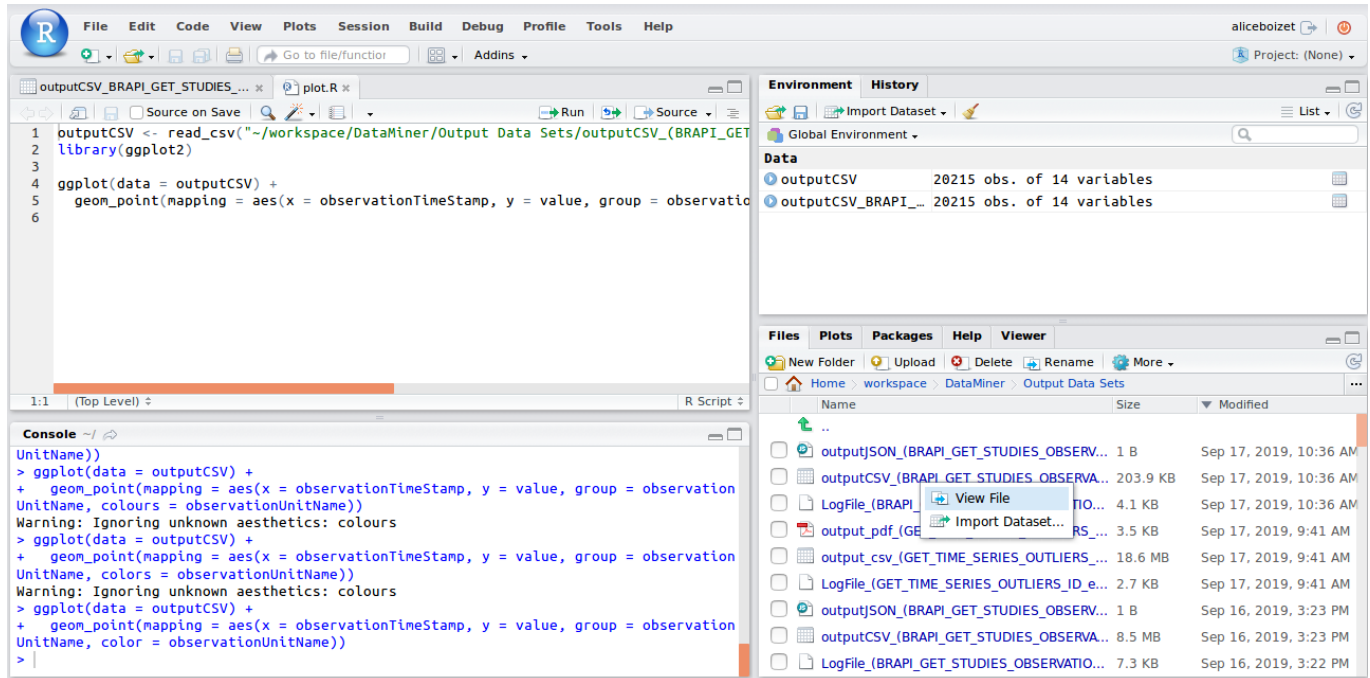 R File Edit Code View Plots Session Build Debug Profile Tools Help aliceboizet
Go to file/function Addins R Project: (None)
outputCSV_BRAPI_GET_STUDIES_... × plot.R ×
Source on Save Run Source
1 outputCSV <- read_csv("~/workspace/DataMiner/Output Data Sets/outputCSV_(BRAPI_GET
2 library(ggplot2)
3
4 ggplot(data = outputCSV) +
5 geom_point(mapping = aes(x = observationTimeStamp, y = value, group = observatio
6
1:1 (Top Level) R Script
Console ~/
UnitName))
> ggplot(data = outputCSV) +
+ geom_point(mapping = aes(x = observationTimeStamp, y = value, group = observation
UnitName, colours = observationUnitName))
Warning: Ignoring unknown aesthetics: colours
> ggplot(data = outputCSV) +
+ geom_point(mapping = aes(x = observationTimeStamp, y = value, group = observation
UnitName, colors = observationUnitName))
Warning: Ignoring unknown aesthetics: colours
> ggplot(data = outputCSV) +
+ geom_point(mapping = aes(x = observationTimeStamp, y = value, group = observation
UnitName, color = observationUnitName))
>
Environment History
Import Dataset List
Global Environment
Data
outputCSV 20215 obs. of 14 variables
outputCSV_BRAPI_… 20215 obs. of 14 variables
Files Plots Packages Help Viewer
New Folder Upload Delete Rename More
Home workspace DataMiner Output Data Sets ...
Name Size Modified
..
outputJSON_(BRAPI_GET_STUDIES_OBSERV... 1 B Sep 17, 2019, 10:36 AM
outputCSV_(BRAPI_GET_STUDIES_OBSERVA... 203.9 KB Sep 17, 2019, 10:36 AM
View File
LogFile_(BRAPI_ TIO... 4.1 KB Sep 17, 2019, 10:36 AM
Import Dataset...
output_pdf_(GE ERS_... 3.5 KB Sep 17, 2019, 9:41 AM
output_csv_(GET_TIME_SERIES_OUTLIERS_... 18.6 MB Sep 17, 2019, 9:41 AM
LogFile_(GET_TIME_SERIES_OUTLIERS_ID_e... 2.7 KB Sep 17, 2019, 9:41 AM
outputJSON_(BRAPI_GET_STUDIES_OBSERV... 1 B Sep 16, 2019, 3:23 PM
outputCSV_(BRAPI_GET_STUDIES_OBSERVA... 8.5 MB Sep 16, 2019, 3:23 PM
LogFile_(BRAPI_GET_STUDIES_OBSERVATIO... 7.3 KB Sep 16, 2019, 3:22 PM